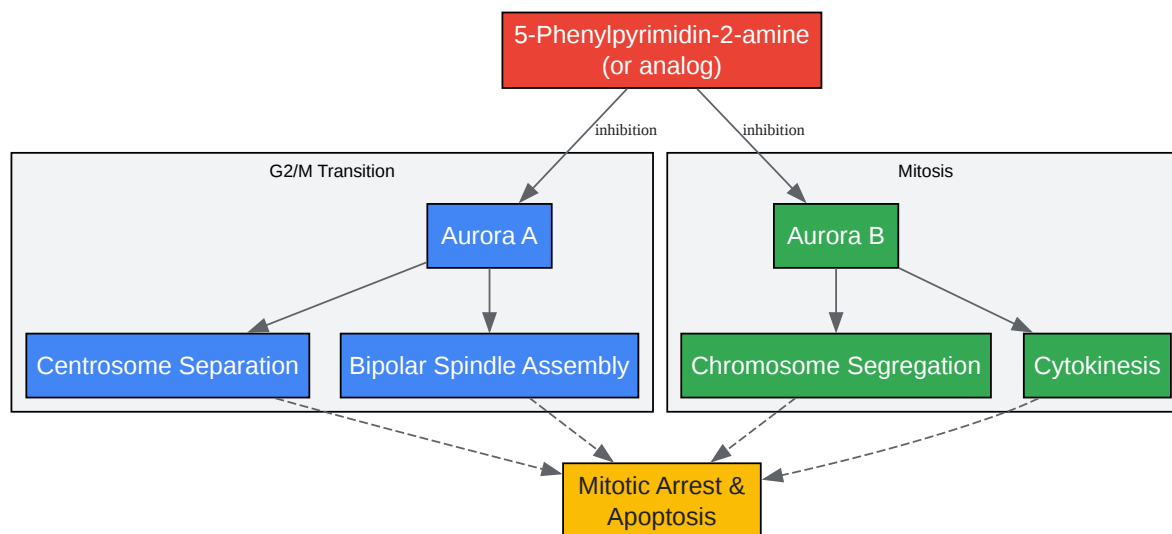 5-Phenylpyrimidin-2-amine
(or analog)
inhibition
inhibition
G2/M Transition
Mitosis
Aurora A
Aurora B
Centrosome Separation
Bipolar Spindle Assembly
Chromosome Segregation
Cytokinesis
Mitotic Arrest &
Apoptosis